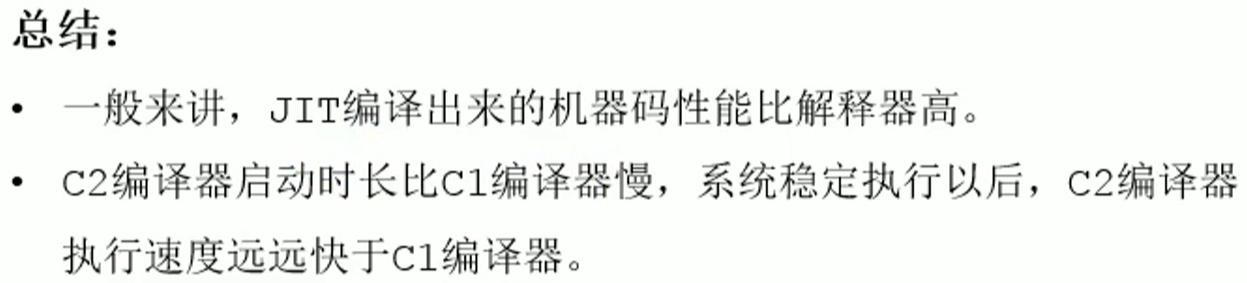 总结：
• 一般来讲，JIT编译出来的机器码性能比解释器高。
• C2编译器启动时长比C1编译器慢，系统稳定执行以后，C2编译器
执行速度远远快于C1编译器。